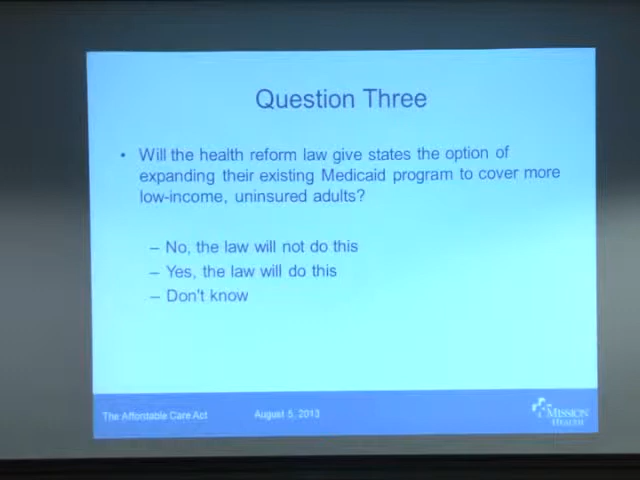 Question Three
• Will the health reform law give states the option of
expanding their existing Medicaid program to cover more
low-income, uninsured adults?
– No, the law will not do this
– Yes, the law will do this
– Don't know
The Affordable Care Act August 5, 2013
MISSION
HEALTH